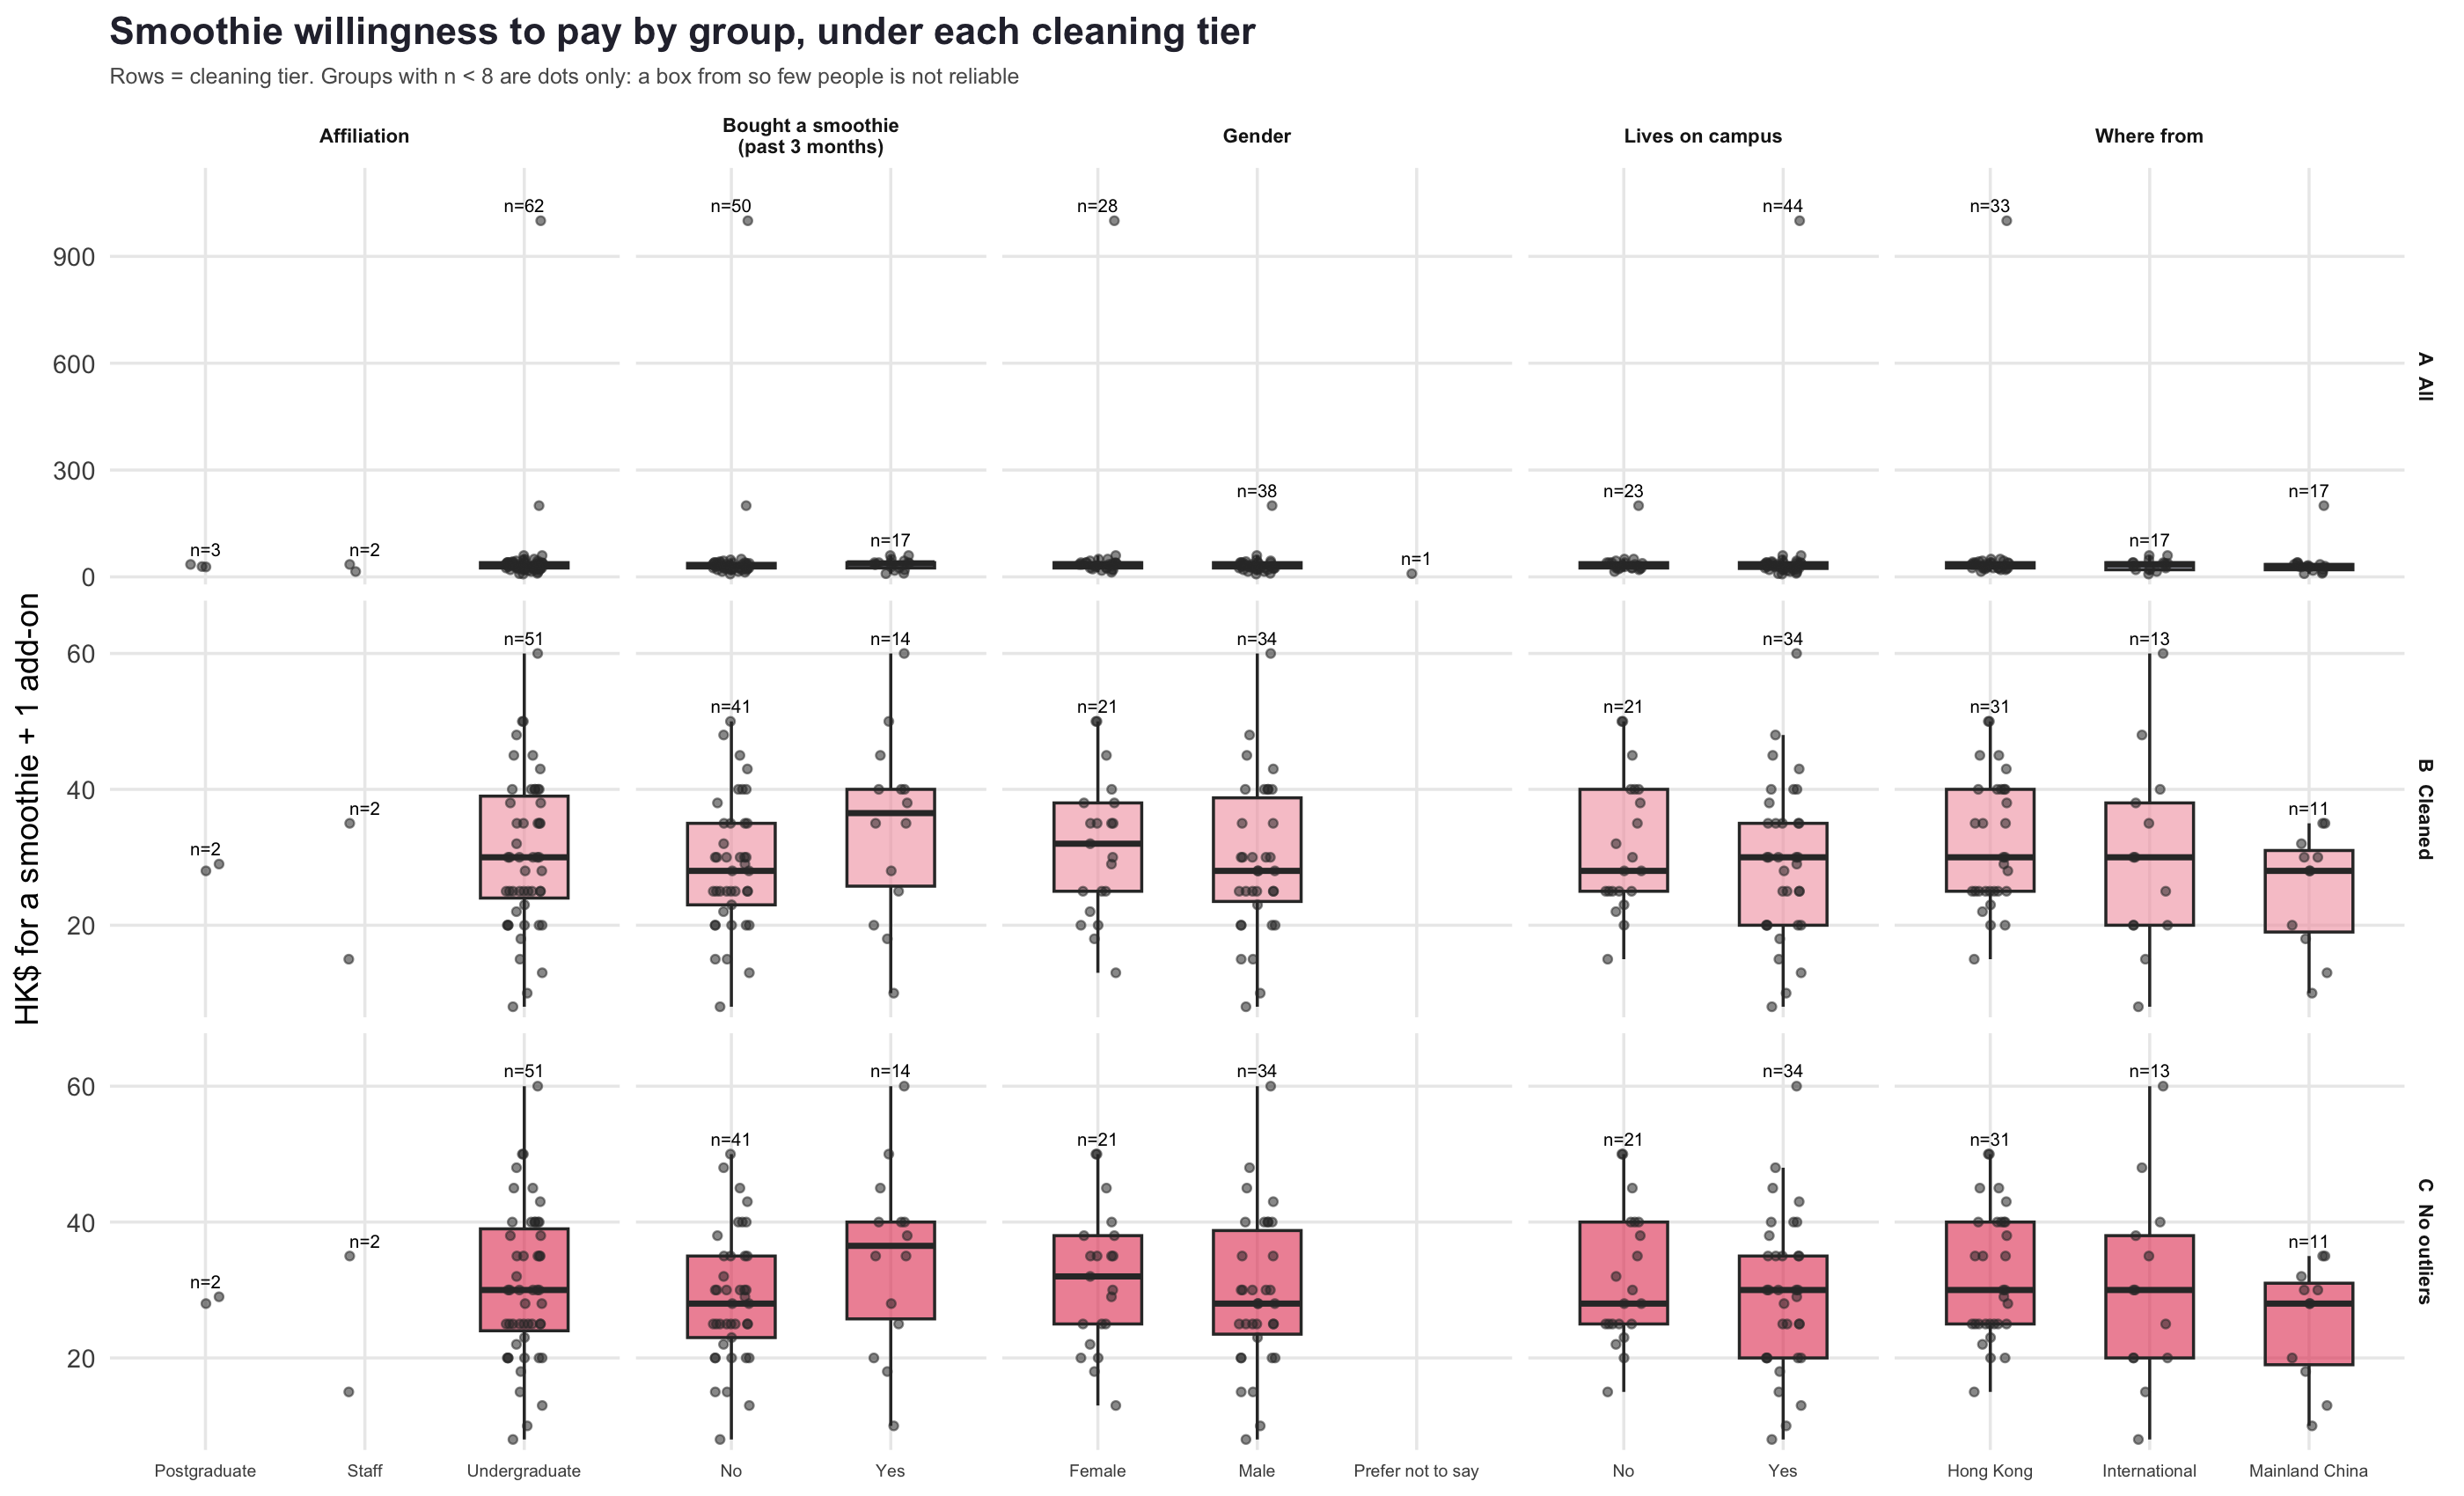 Smoothie willingness to pay by group, under each cleaning tier
Rows = cleaning tier. Groups with n < 8 are dots only: a box from so few people is not reliable
Affiliation
Bought a smoothie
(past 3 months)
Gender
Lives on campus
Where from
HK$ for a smoothie + 1 add-on
900
600
300
0
n=3
n=2
n=62
n=50
n=17
n=28
n=38
n=1
n=23
n=44
n=33
n=17
n=17
A All
60
40
20
n=2
n=2
n=51
n=41
n=14
n=21
n=34
n=21
n=34
n=31
n=13
n=11
B Cleaned
60
40
20
n=2
n=2
n=51
n=41
n=14
n=21
n=34
n=21
n=34
n=31
n=13
n=11
C No outliers
Postgraduate
Staff
Undergraduate
No
Yes
Female
Male
Prefer not to say
No
Yes
Hong Kong
International
Mainland China